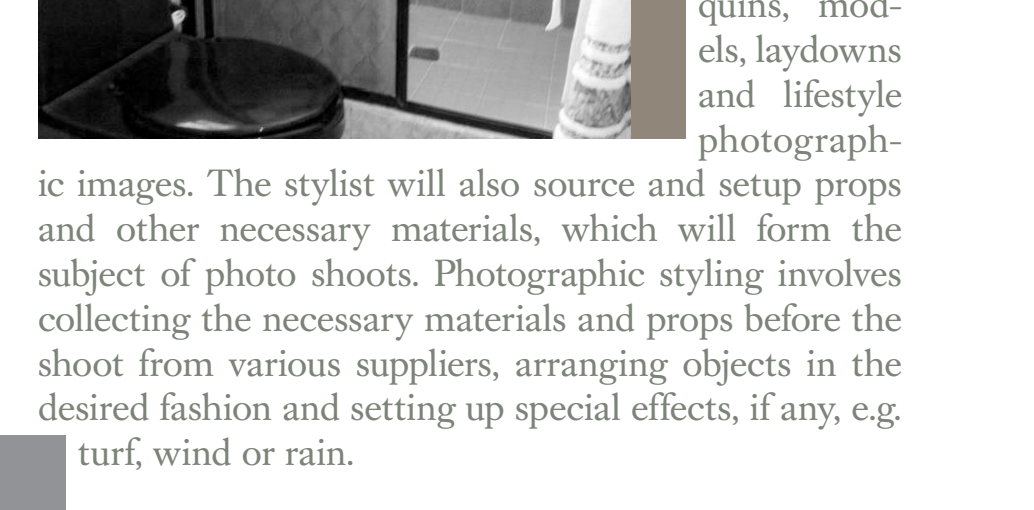 quins, mod-
els, laydowns
and lifestyle
photograph-
ic images. The stylist will also source and setup props
and other necessary materials, which will form the
subject of photo shoots. Photographic styling involves
collecting the necessary materials and props before the
shoot from various suppliers, arranging objects in the
desired fashion and setting up special effects, if any, e.g.
turf, wind or rain.